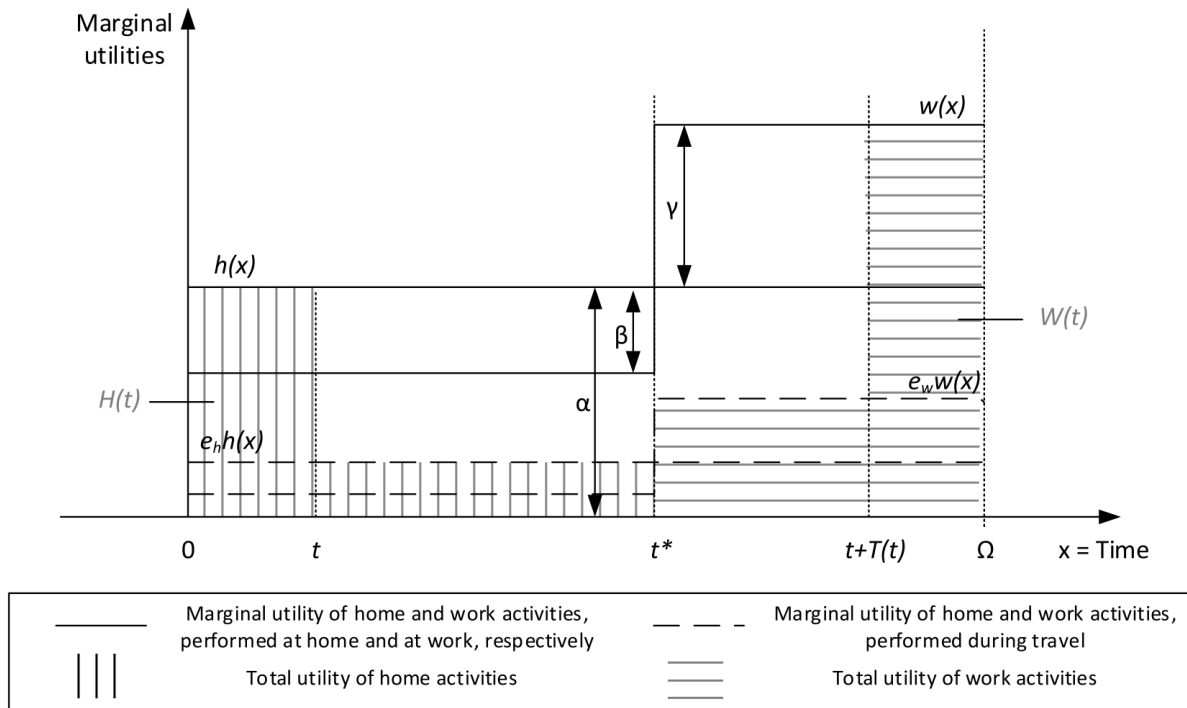 Marginal
utilities
w(x)
γ
h(x)
β
W(t)
α
H(t)
e_w w(x)
e_h h(x)
0
t
t*
t+T(t)
Ω
x = Time
Marginal utility of home and work activities,
performed at home and at work, respectively
Marginal utility of home and work activities,
performed during travel
Total utility of home activities
Total utility of work activities